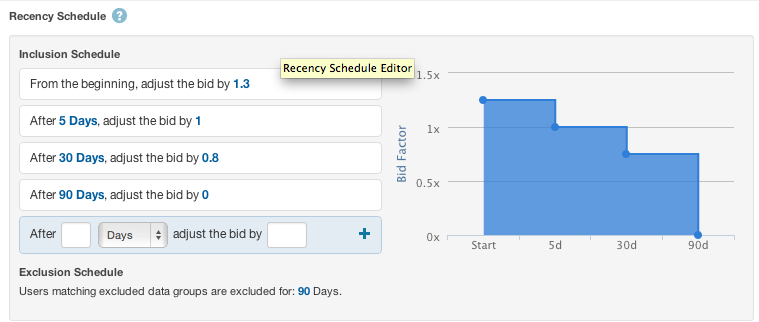 Recency Schedule ?
Inclusion Schedule
Recency Schedule Editor
From the beginning, adjust the bid by 1.3
After 5 Days, adjust the bid by 1
After 30 Days, adjust the bid by 0.8
After 90 Days, adjust the bid by 0
After Days adjust the bid by +
Exclusion Schedule
Users matching excluded data groups are excluded for: 90 Days.
Bid Factor
1.5x
1x
0.5x
0x
Start 5d 30d 90d